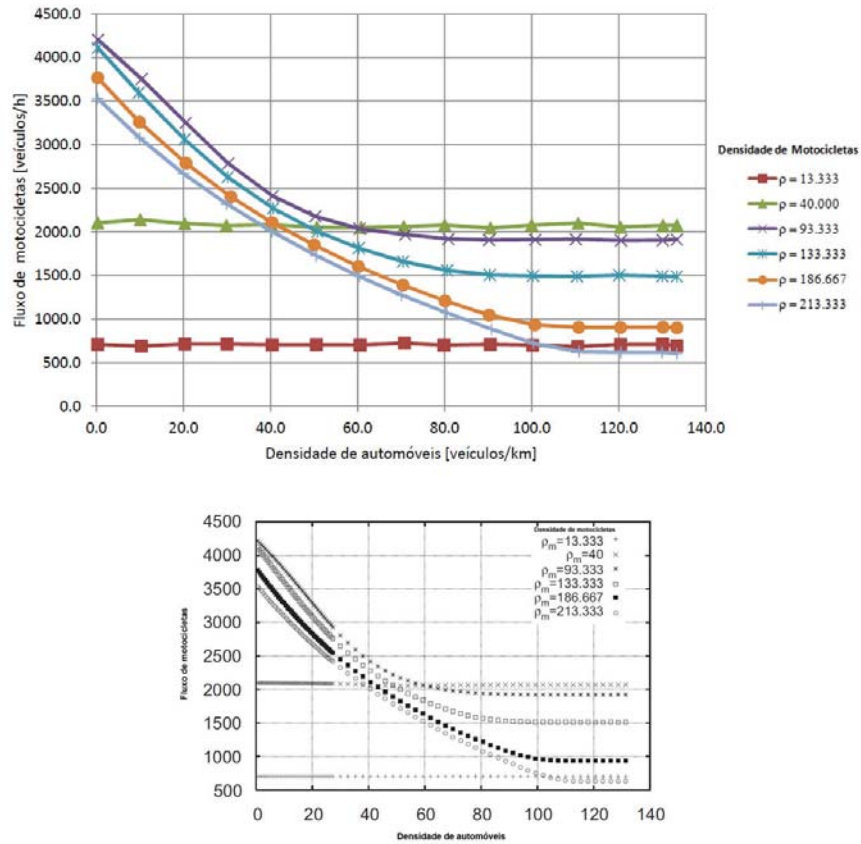 4500.0
4000.0
3500.0
3000.0
2500.0
2000.0
1500.0
1000.0
500.0
0.0
Fluxo de motocicletas [veículos/h]
0.0 20.0 40.0 60.0 80.0 100.0 120.0 140.0
Densidade de automóveis [veículos/km]
Densidade de Motocicletas
ρ = 13.333
ρ = 40.000
ρ = 93.333
ρ = 133.333
ρ = 186.667
ρ = 213.333
4500
4000
3500
3000
2500
2000
1500
1000
500
Fluxo de motocicletas
Densidade de motocicletas
ρm=13.333
ρm=40
ρm=93.333
ρm=133.333
ρm=186.667
ρm=213.333
0 20 40 60 80 100 120 140
Densidade de automóveis